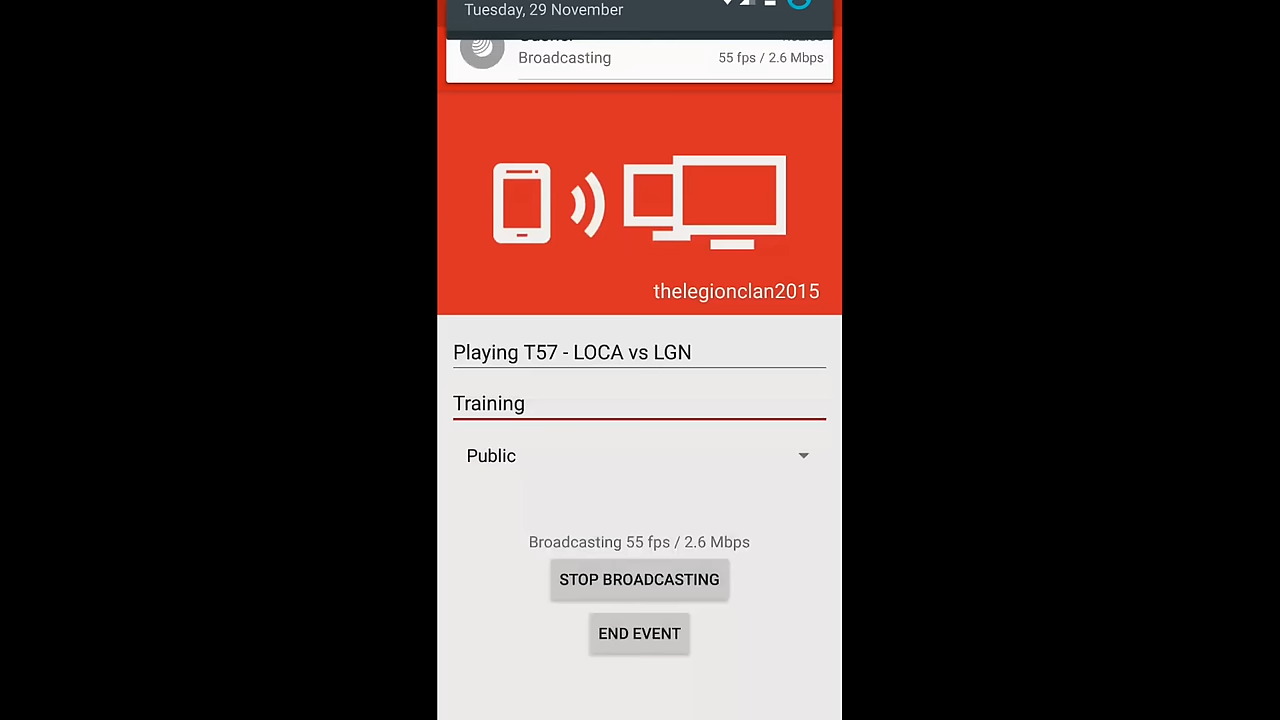 Tuesday, 29 November
Broadcasting 55 fps / 2.6 Mbps
thelegionclan2015
Playing T57 - LOCA vs LGN
Training
Public
Broadcasting 55 fps / 2.6 Mbps
STOP BROADCASTING
END EVENT